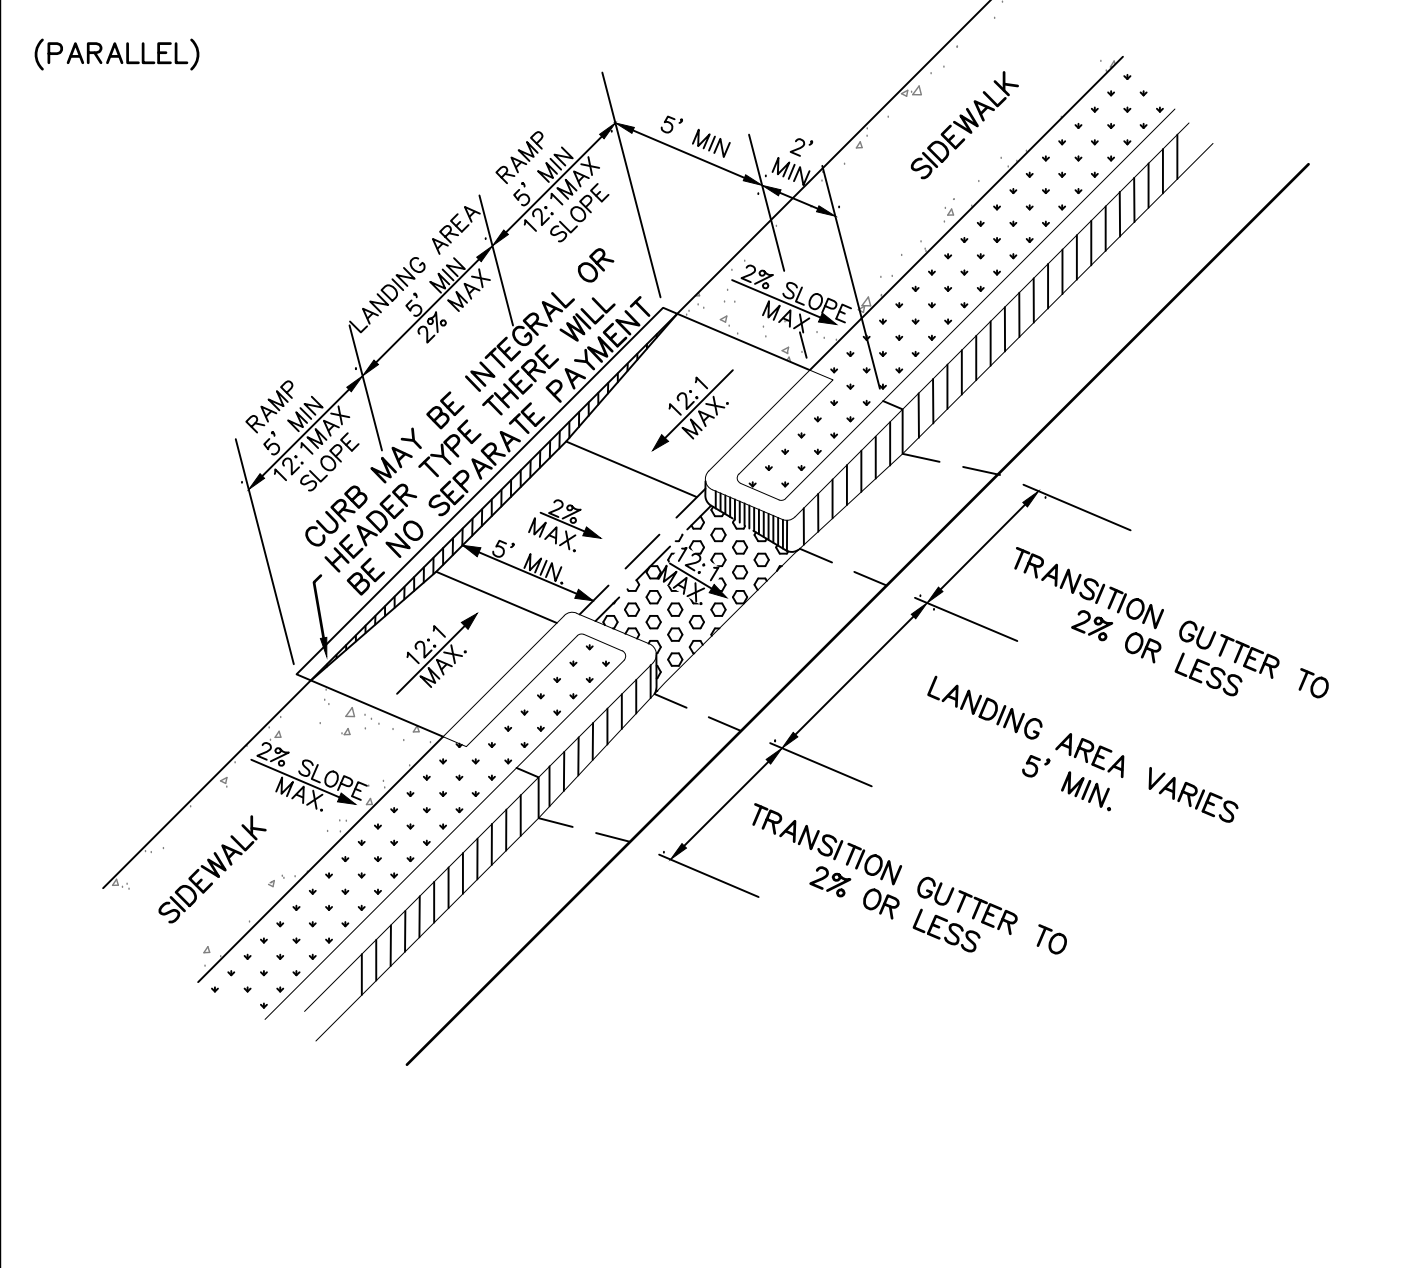 (PARALLEL)
SIDEWALK
5' MIN
2'
MIN
RAMP
5' MIN
12:1MAX
SLOPE
LANDING AREA
5' MIN
2% MAX
RAMP
5' MIN
12:1MAX
SLOPE
CURB MAY BE INTEGRAL OR
HEADER TYPE THERE WILL
BE NO SEPARATE PAYMENT
2% SLOPE
MAX
12:1
MAX.
2%
MAX.
5' MIN.
12:1
MAX
12:1
MAX.
2% SLOPE
MAX.
SIDEWALK
TRANSITION GUTTER TO
2% OR LESS
LANDING AREA VARIES
5' MIN.
TRANSITION GUTTER TO
2% OR LESS